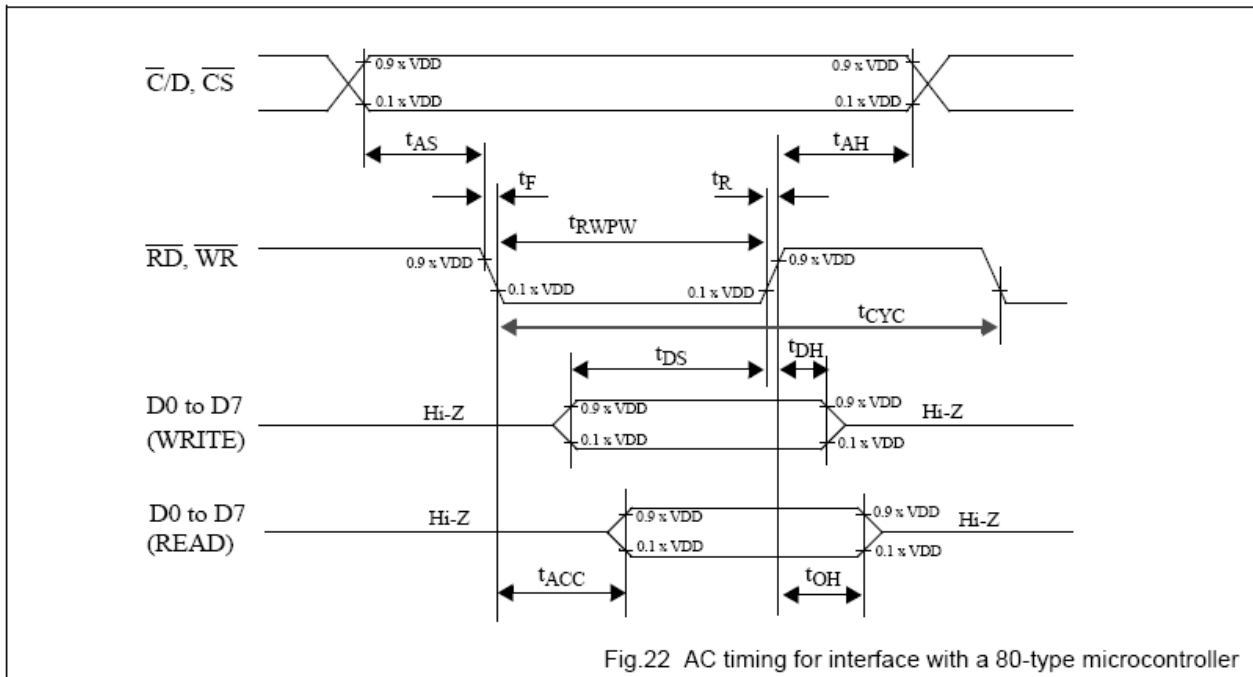 C̅/D, C̅S̅
0.9 x VDD
0.9 x VDD
0.1 x VDD
0.1 x VDD
tAS
tAH
tF
tR
tRWPW
R̅D̅, W̅R̅
0.9 x VDD
0.9 x VDD
0.1 x VDD
0.1 x VDD
tCYC
tDS
tDH
D0 to D7
(WRITE)
Hi-Z
0.9 x VDD
0.9 x VDD
Hi-Z
0.1 x VDD
0.1 x VDD
D0 to D7
(READ)
Hi-Z
0.9 x VDD
0.9 x VDD
Hi-Z
0.1 x VDD
0.1 x VDD
tACC
tOH
Fig.22 AC timing for interface with a 80-type microcontroller